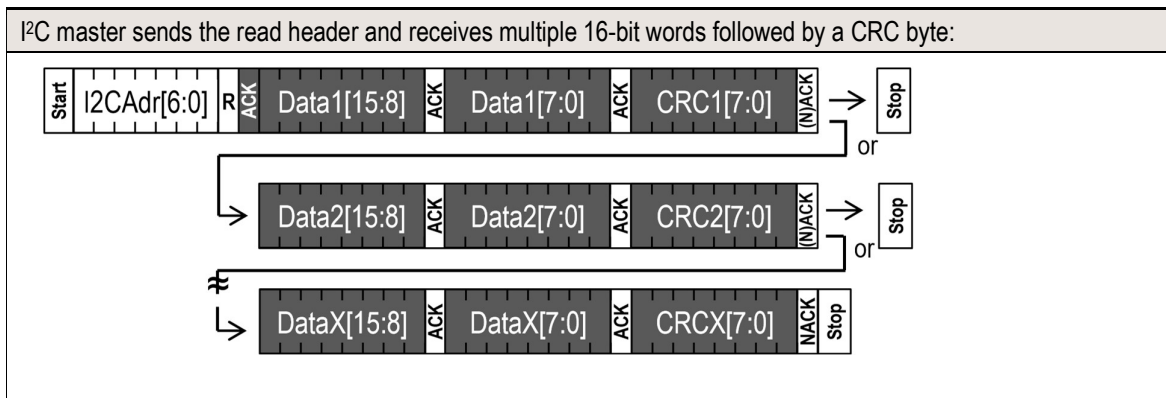 I²C master sends the read header and receives multiple 16-bit words followed by a CRC byte:
Start I2CAdr[6:0] R ACK Data1[15:8] ACK Data1[7:0] ACK CRC1[7:0] (N)ACK Stop
or
Data2[15:8] ACK Data2[7:0] ACK CRC2[7:0] (N)ACK Stop
or
DataX[15:8] ACK DataX[7:0] ACK CRCX[7:0] NACK Stop